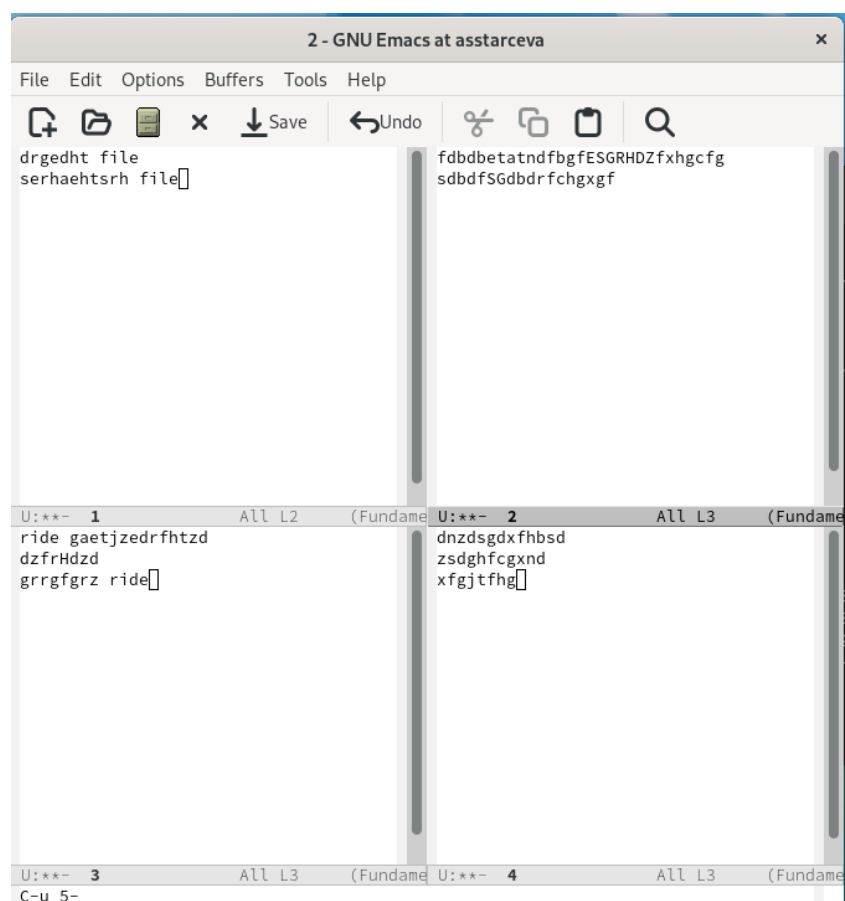 2 - GNU Emacs at asstarceva ×
File Edit Options Buffers Tools Help
Save Undo
drgedht file
serhaehtsrh file
U:**- 1 All L2 (Fundame
fdbdbetatndfbgfESGRHDZfxhgcfg
sdbdfSGdbdrfchgxgf
U:**- 2 All L3 (Fundame
ride gaetjzedrfhtzd
dzfrHdzd
grrgfgrz ride
U:**- 3 All L3 (Fundame
dnzdsgdxfhbsd
zsdghfcgxnd
xfgjtfhg
U:**- 4 All L3 (Fundame
C-u 5-